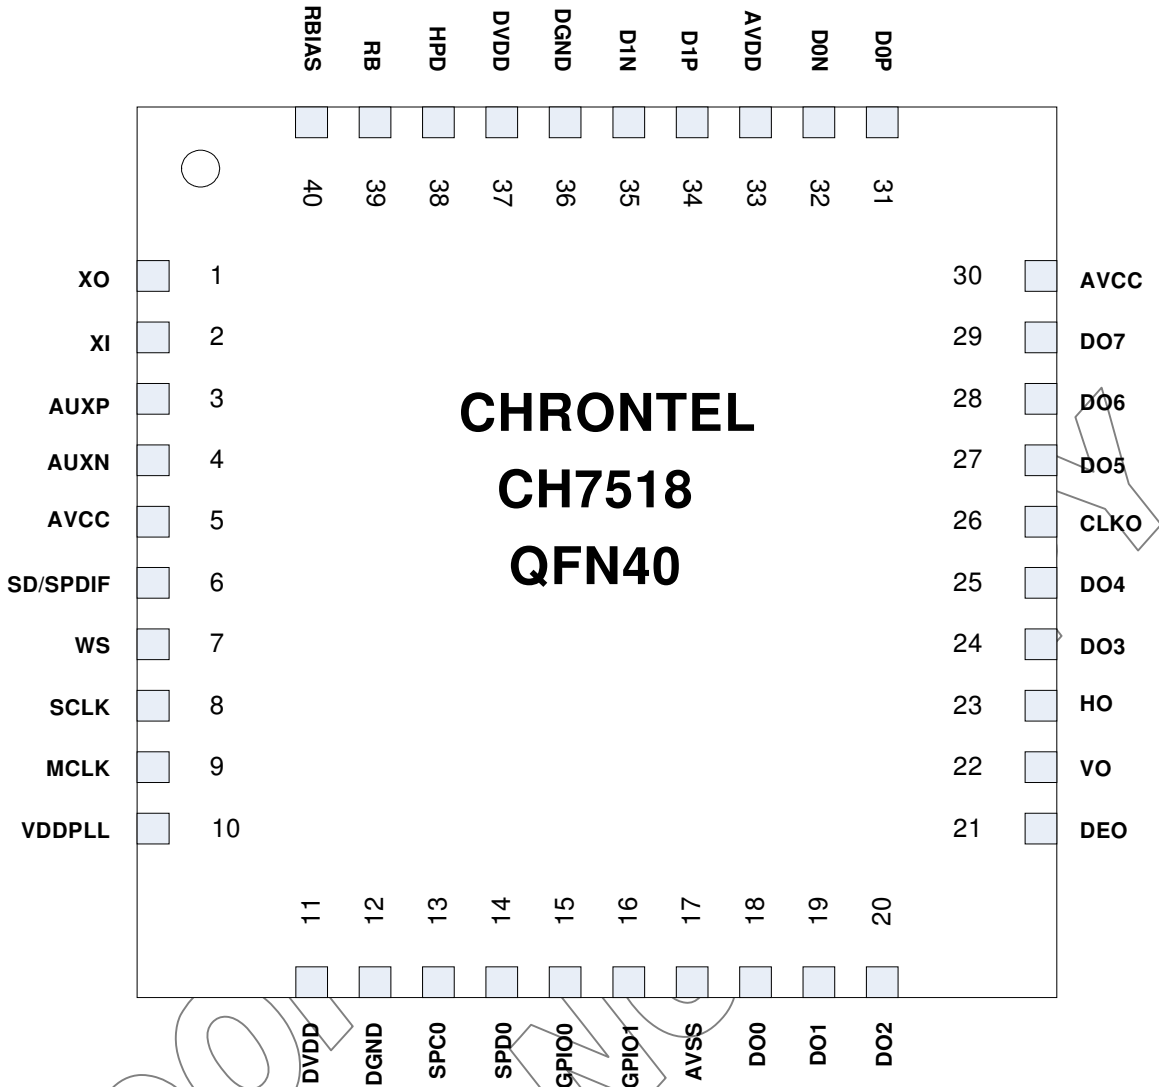 RBIAS RB HPD DVDD DGND D1N D1P AVDD D0N D0P
40 39 38 37 36 35 34 33 32 31
XO 1 30 AVCC
XI 2 29 DO7
AUXP 3 28 DO6
AUXN 4 27 DO5
AVCC 5 26 CLKO
SD/SPDIF 6 25 DO4
WS 7 24 DO3
SCLK 8 23 HO
MCLK 9 22 VO
VDDPLL 10 21 DEO
CHRONTEL
CH7518
QFN40
11 12 13 14 15 16 17 18 19 20
DVDD DGND SPC0 SPD0 GPIO0 GPIO1 AVSS DO0 DO1 DO2